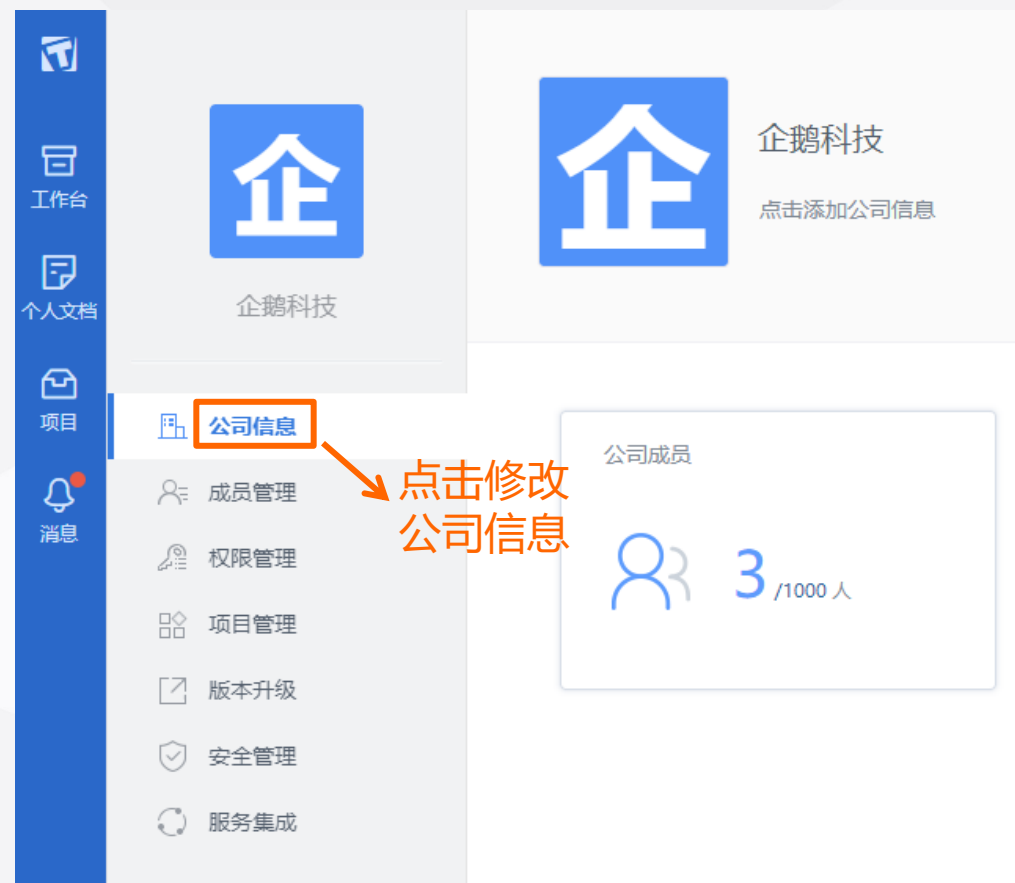 工作台
个人文档
项目
消息
企
企鹅科技
公司信息
成员管理
权限管理
项目管理
版本升级
安全管理
服务集成
点击修改
公司信息
企
企鹅科技
点击添加公司信息
公司成员
3 /1000 人